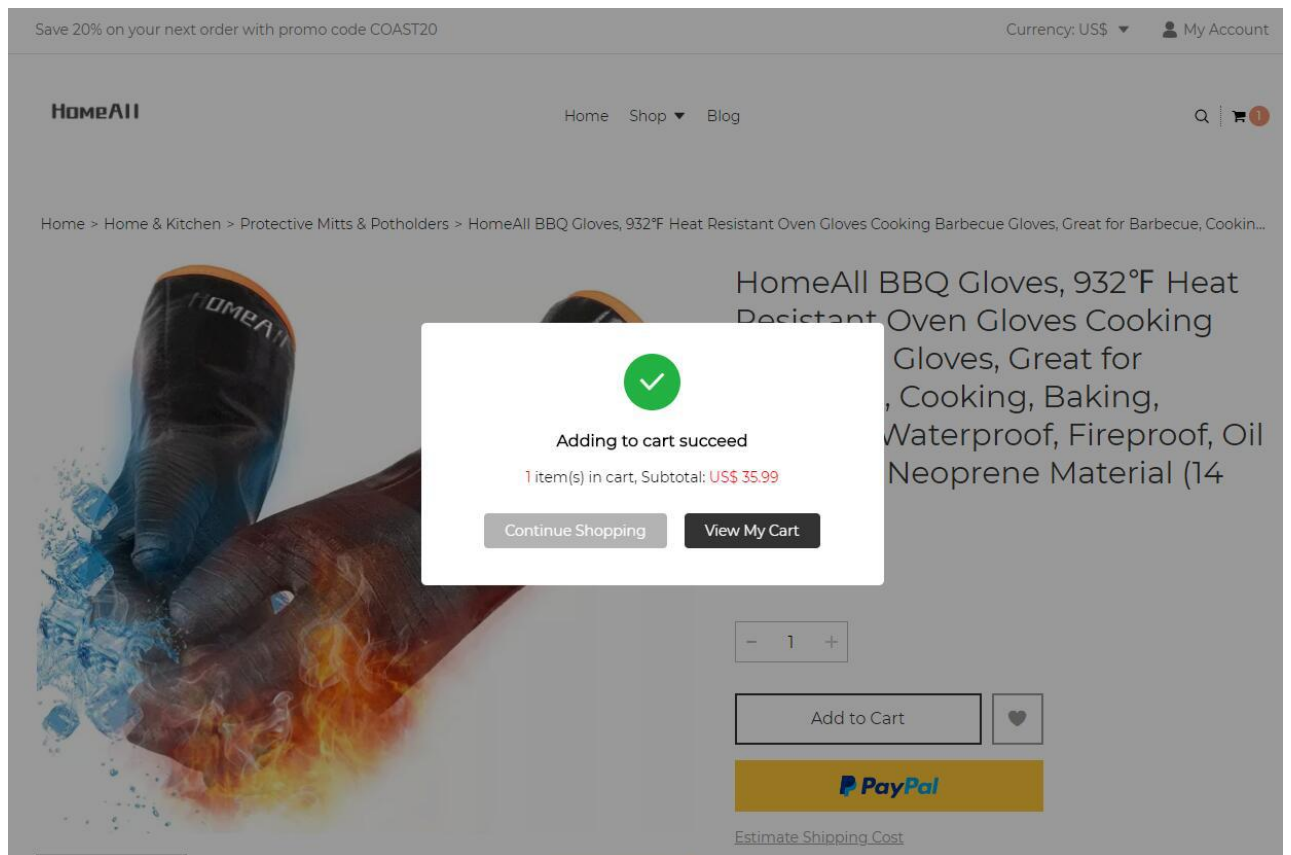 Save 20% on your next order with promo code COAST20
Currency: US$
My Account
HomeAll
Home Shop Blog
1
Home > Home & Kitchen > Protective Mitts & Potholders > HomeAll BBQ Gloves, 932°F Heat Resistant Oven Gloves Cooking Barbecue Gloves, Great for Barbecue, Cookin...
HomeAll
HomeAll BBQ Gloves, 932°F Heat
Resistant Oven Gloves Cooking
Gloves, Great for
, Cooking, Baking,
Waterproof, Fireproof, Oil
Neoprene Material (14
Adding to cart succeed
1 item(s) in cart, Subtotal: US$ 35.99
Continue Shopping
View My Cart
- 1 +
Add to Cart
PayPal
Estimate Shipping Cost